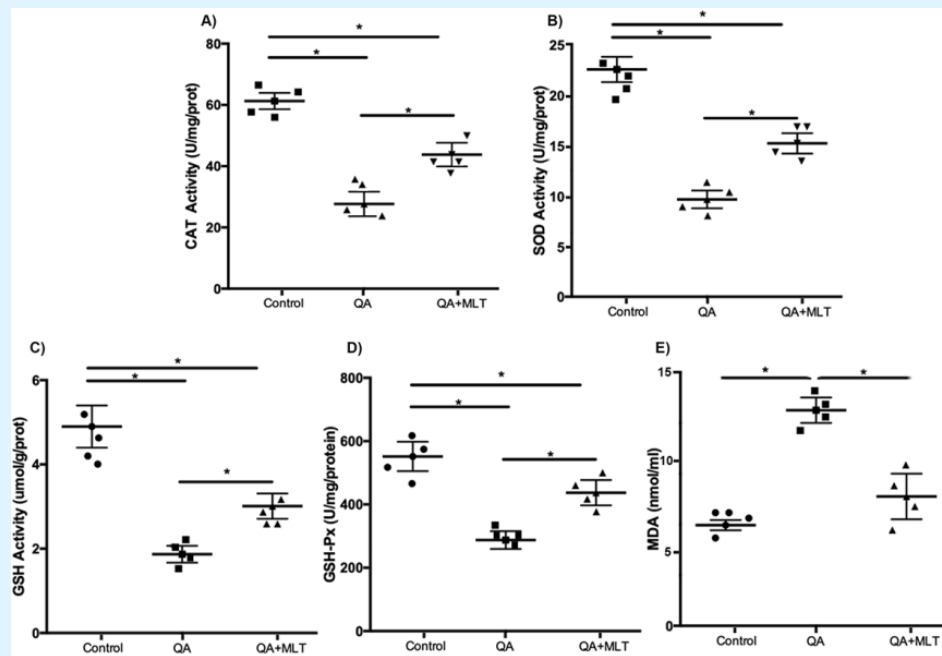 A)
*
*
*
CAT Activity (U/mg/prot)
80
60
40
20
0
Control QA QA+MLT
B)
*
*
*
SOD Activity (U/mg/prot)
25
20
15
10
5
0
Control QA QA+MLT
C)
*
*
*
GSH Activity (umol/g/prot)
6
4
2
0
Control QA QA+MLT
D)
*
*
*
GSH-Px (U/mg/protein)
800
600
400
200
0
Control QA QA+MLT
E)
* *
MDA (nmol/ml)
15
10
5
0
Control QA QA+MLT